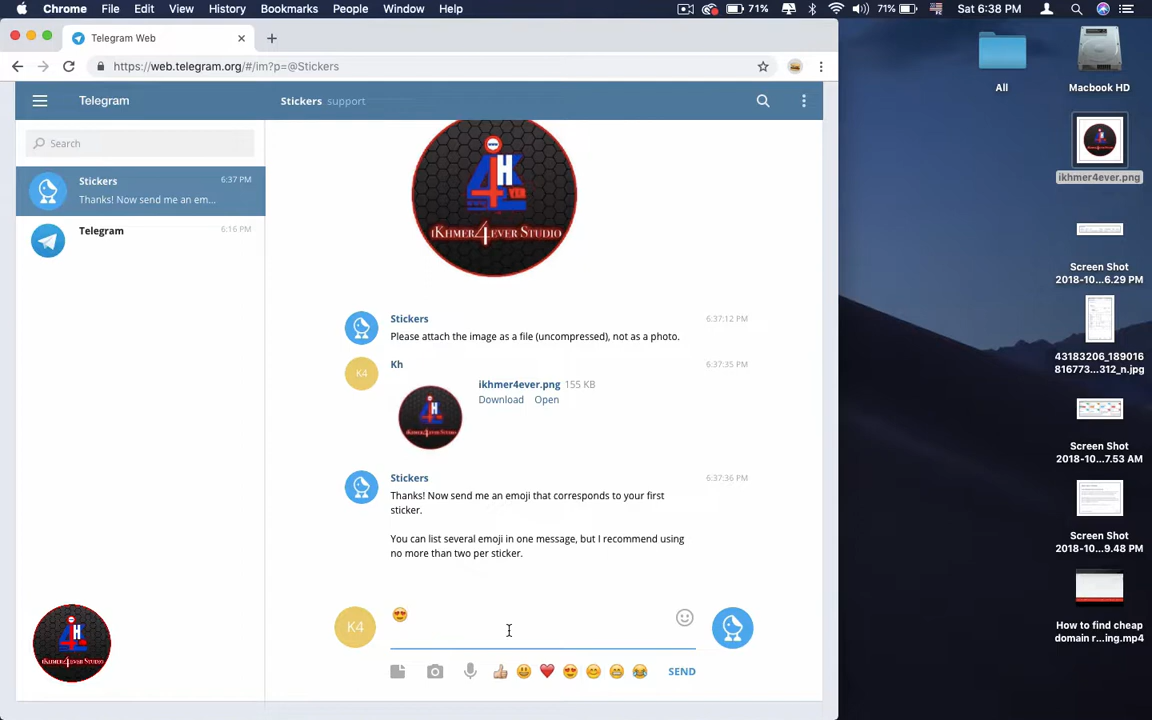 Chrome File Edit View History Bookmarks People Window Help
71% 71% Sat 6:38 PM
Telegram Web
https://web.telegram.org/#/im?p=@Stickers
Telegram
Stickers support
Search
Stickers 6:37 PM
Thanks! Now send me an em...
Telegram 6:16 PM
4
H
iKHMER4EVER STUDIO
Stickers 6:37:12 PM
Please attach the image as a file (uncompressed), not as a photo.
Kh 6:37:35 PM
K4
ikhmer4ever.png 155 KB
Download Open
Stickers 6:37:36 PM
Thanks! Now send me an emoji that corresponds to your first
sticker.
You can list several emoji in one message, but I recommend using
no more than two per sticker.
K4
SEND
All
Macbook HD
ikhmer4ever.png
Screen Shot
2018-10...6.29 PM
43183206_189016
816773...312_n.jpg
Screen Shot
2018-10...7.53 AM
Screen Shot
2018-10...9.48 PM
How to find cheap
domain r...ing.mp4